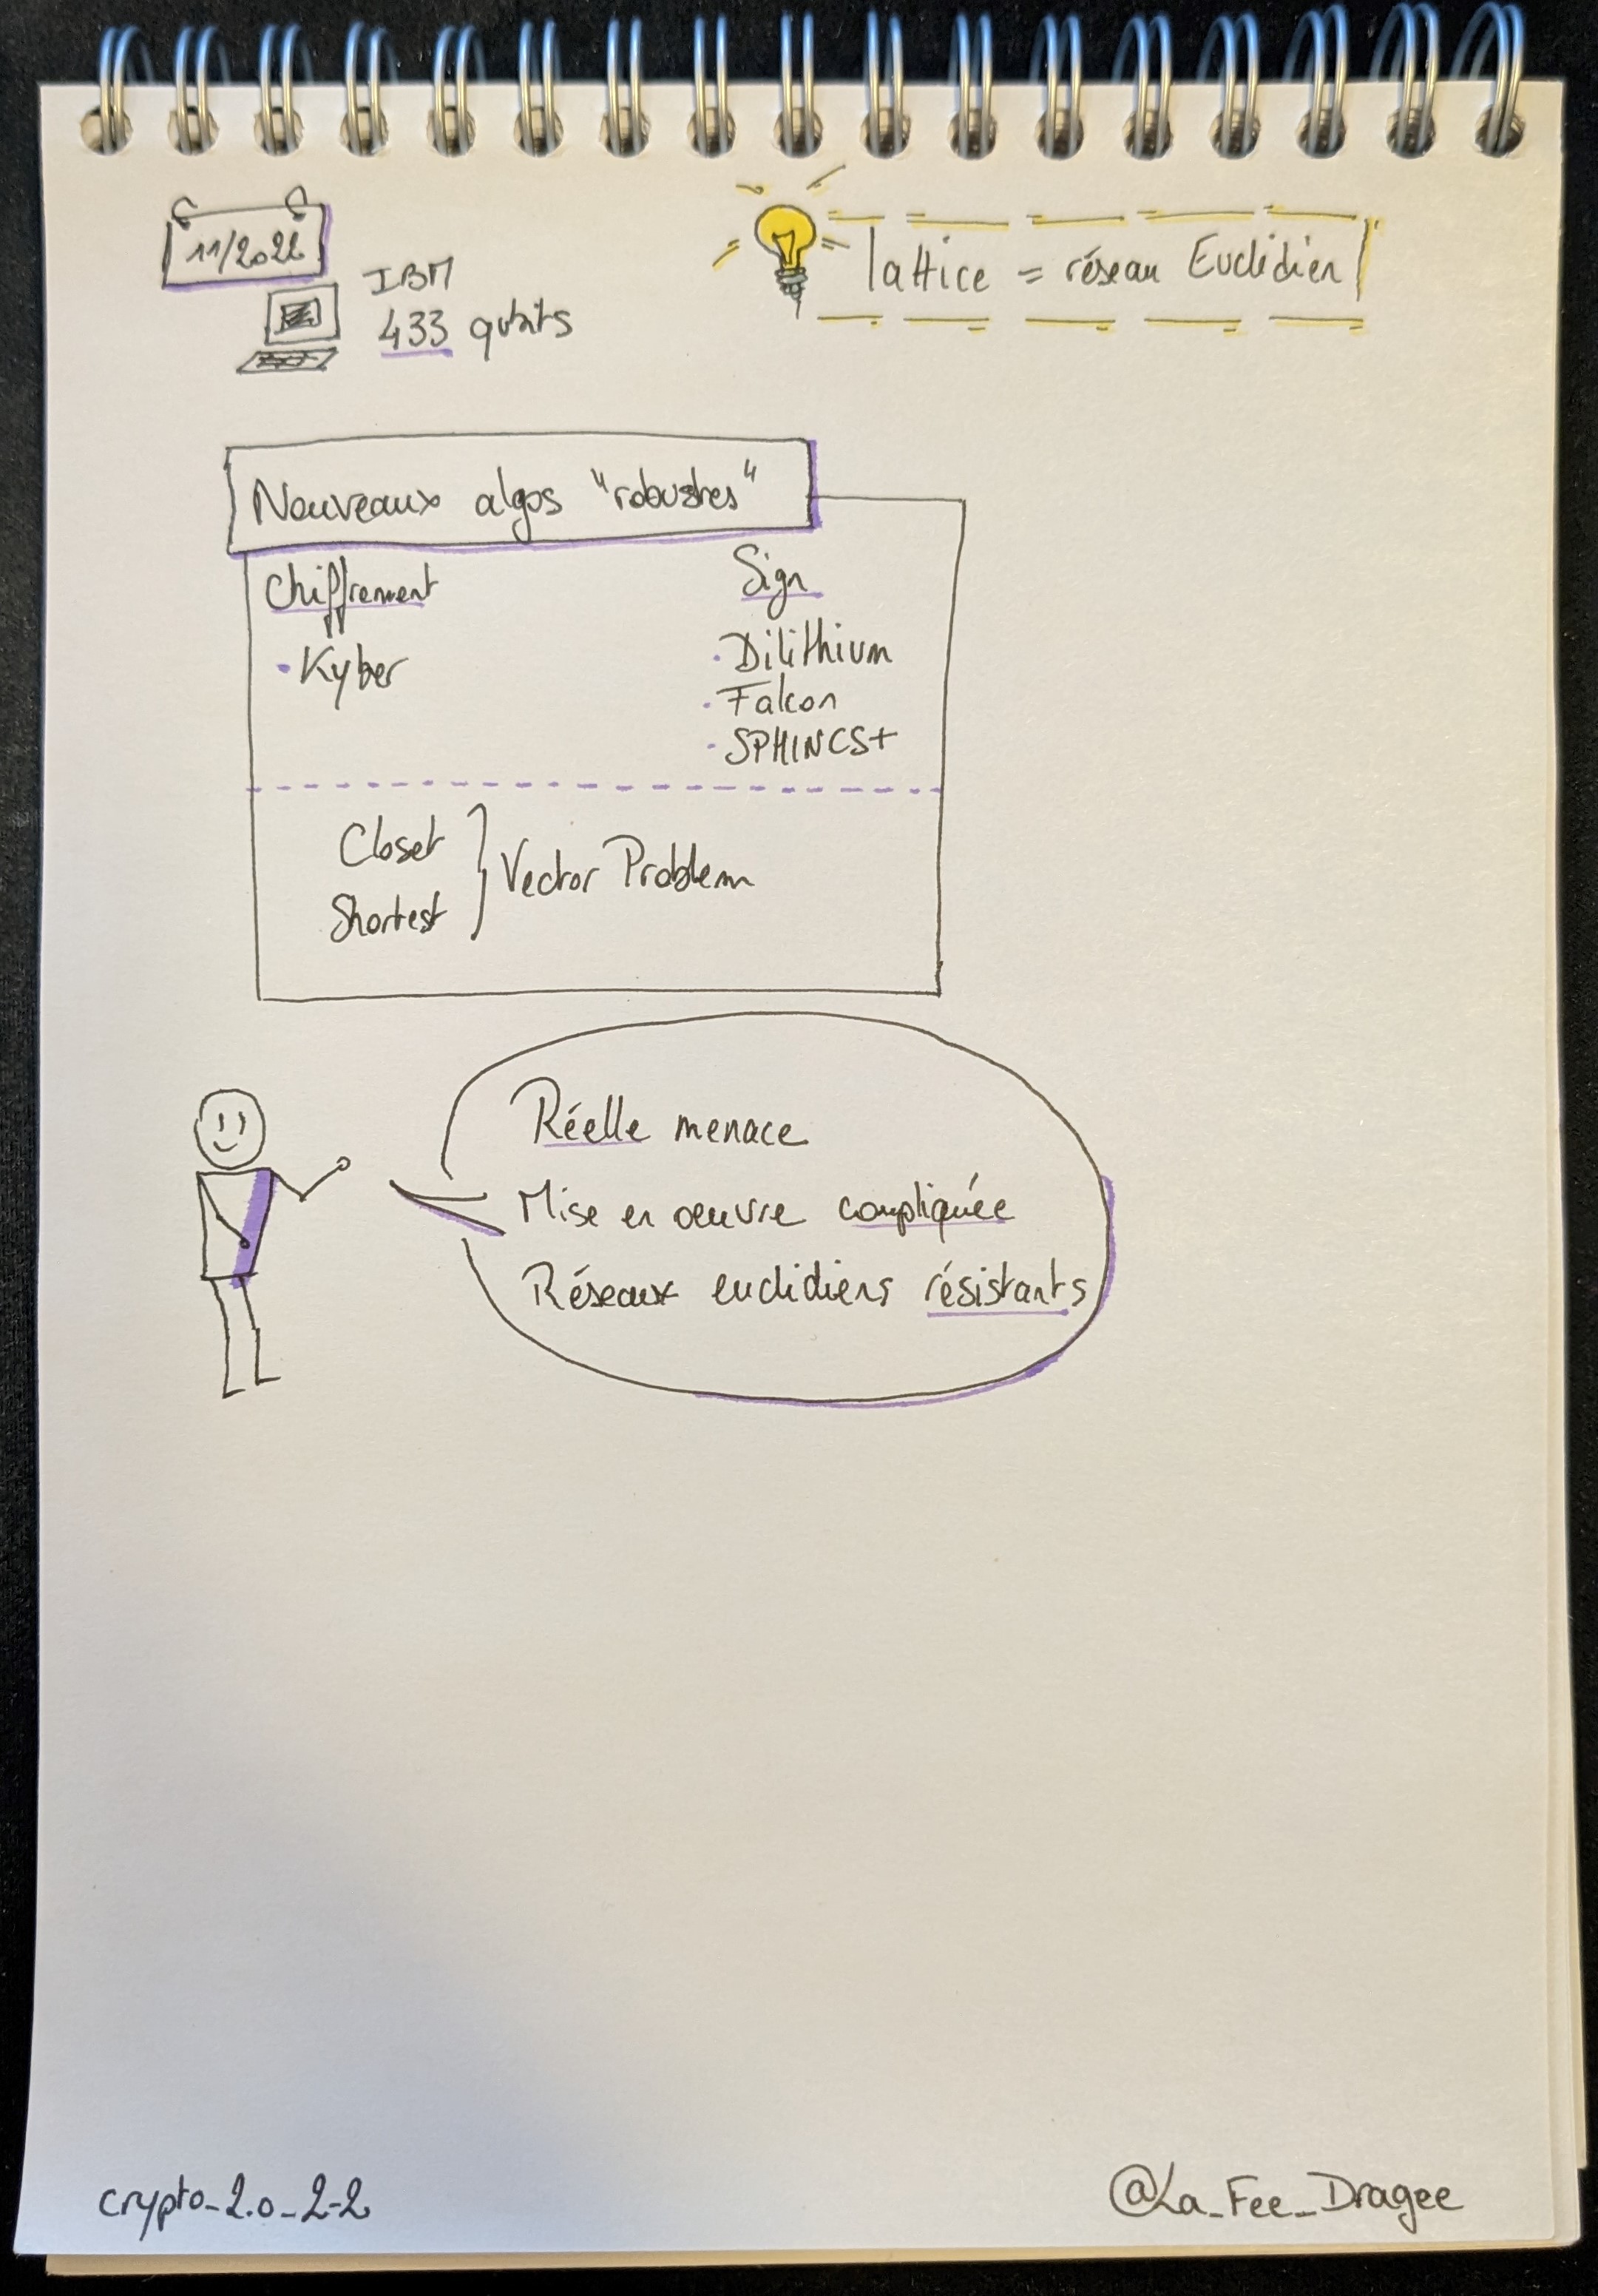 11/2022
IBM
433 qubits
lattice = réseau Euclidien
Nouveaux algos "robustes"
Chiffrement
• Kyber
Sign
• Dilithium
• Falcon
• SPHINCS+
Closet
Shortest
Vector Problem
Réelle menace
Mise en oeuvre compliquée
Réseaux euclidiens résistants
crypto_2.0_2-2
@La_Fee_Dragee